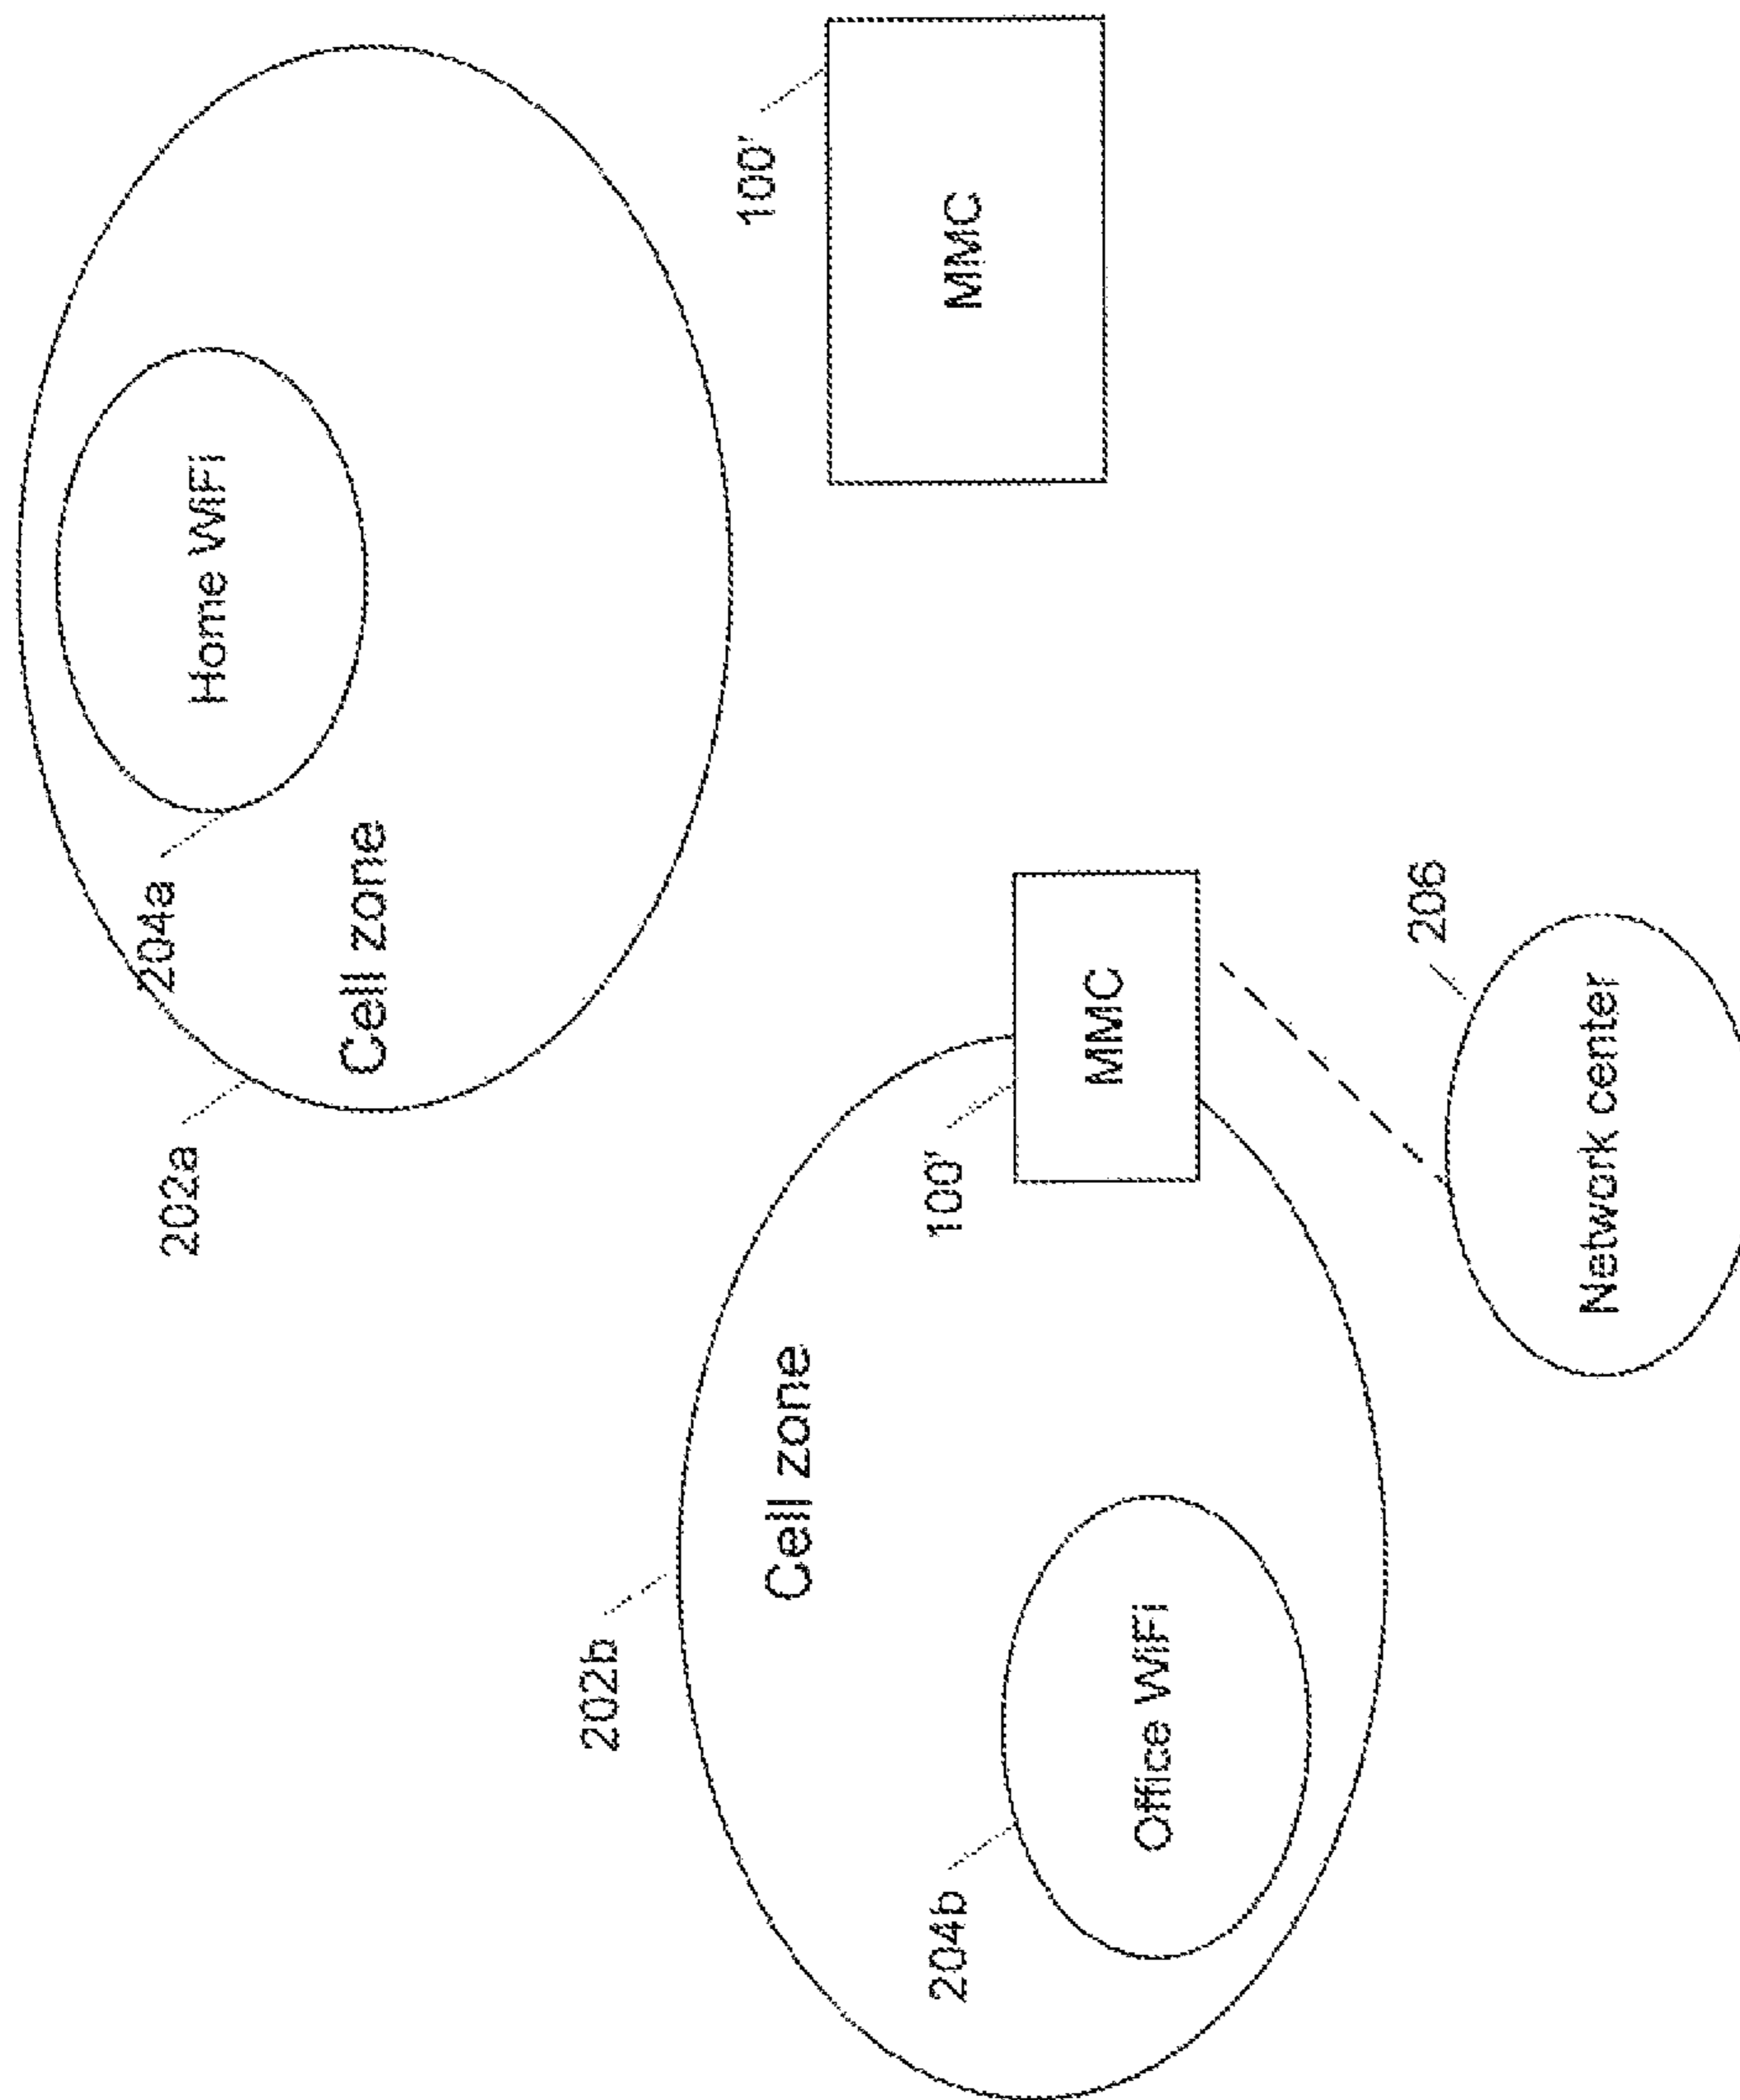 204a
202a
Home WiFi
Cell zone
202b
100'
Cell zone
204b
100'
MMC
MMC
Office WiFi
206
Network center